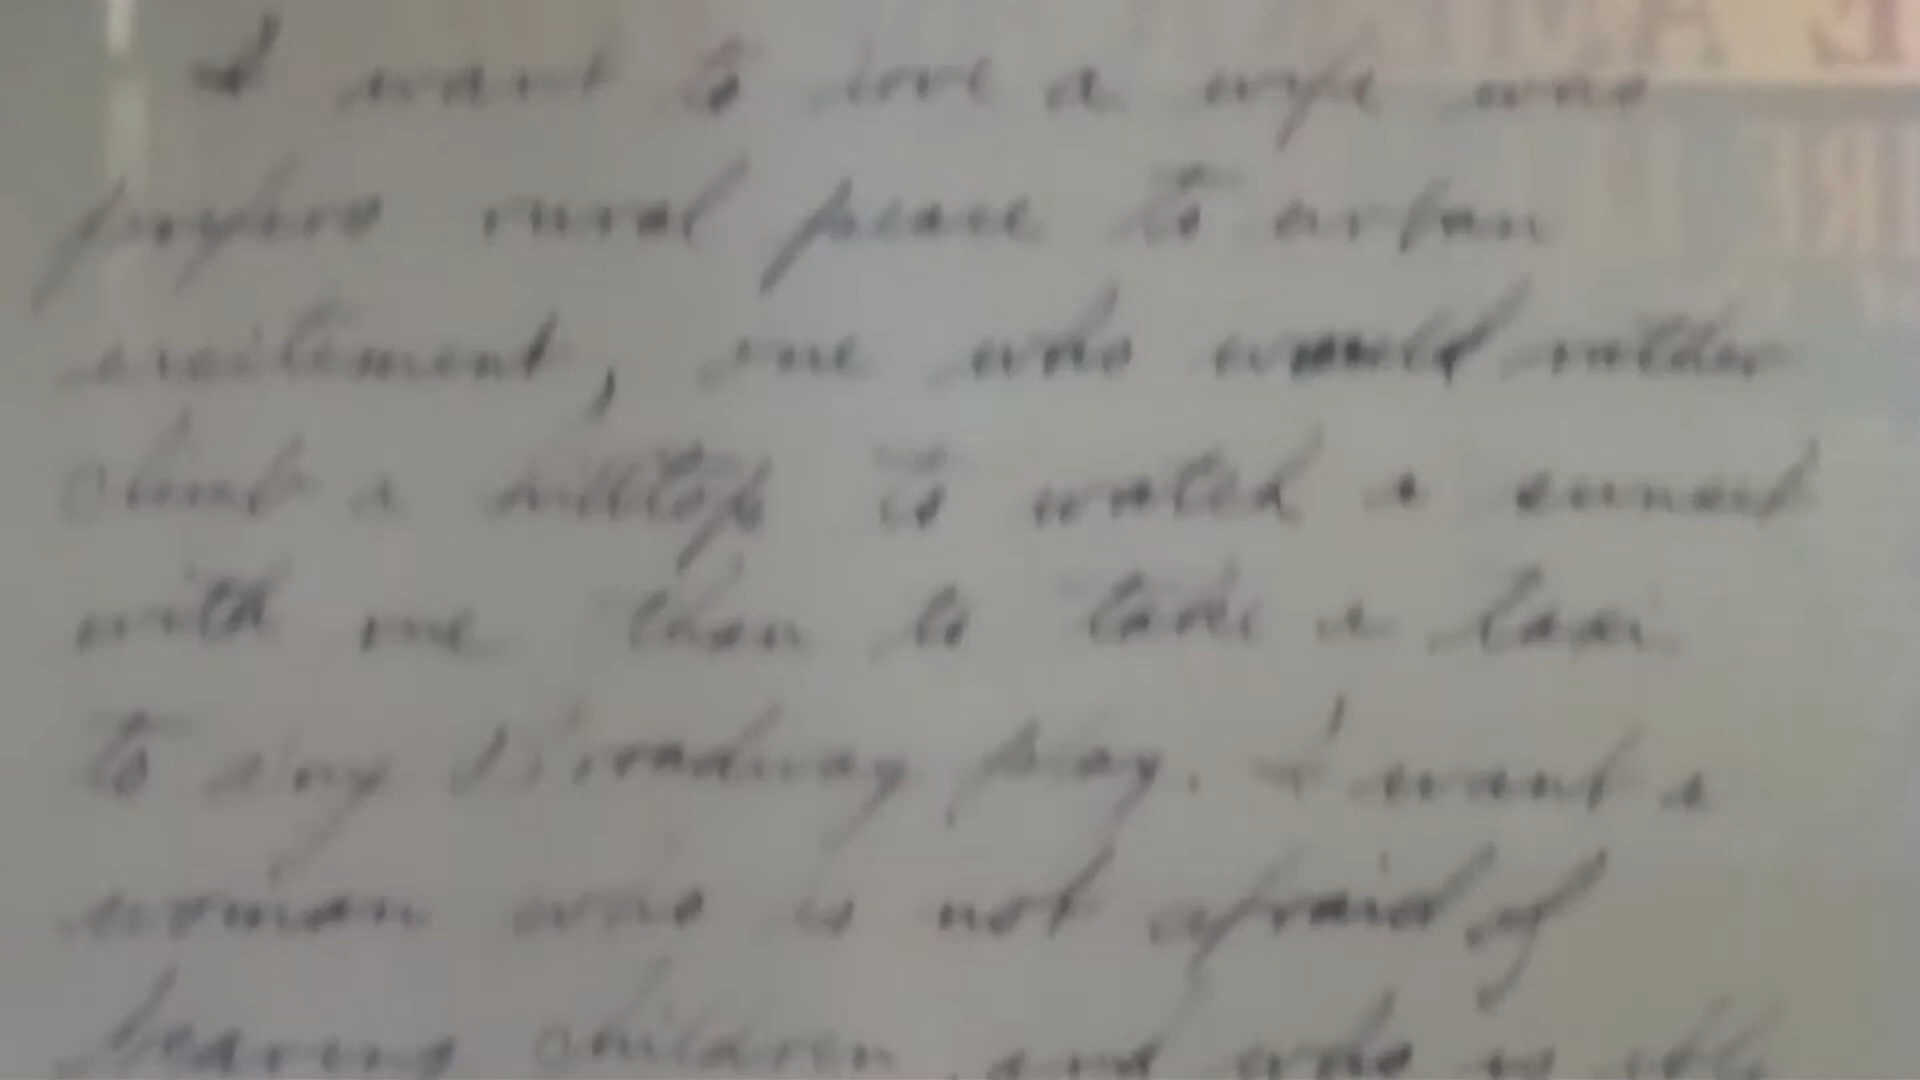 I want to love a wife who
prefers rural peace to urban
excitement, one who would rather
climb a hilltop to watch a sunset
with me than to take a taxi
to any Broadway play. I want a
woman who is not afraid of
bearing children, and who is able